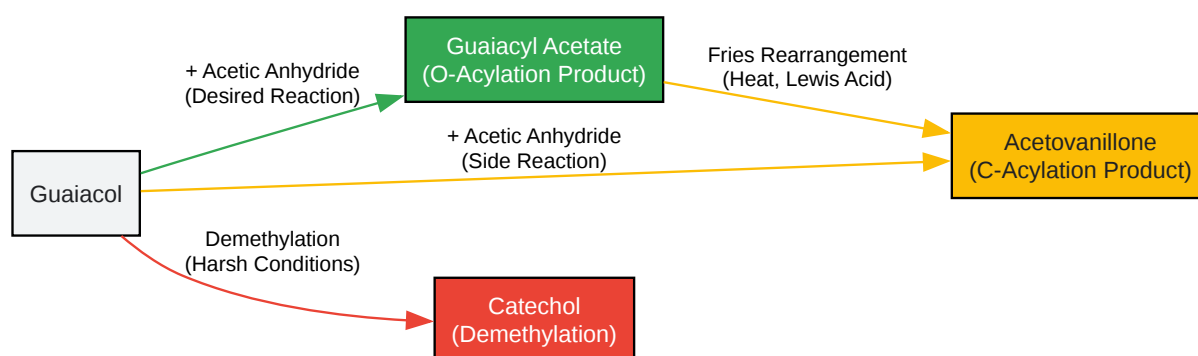 Guaiacyl Acetate
(O-Acylation Product)
Fries Rearrangement
(Heat, Lewis Acid)
+ Acetic Anhydride
(Desired Reaction)
+ Acetic Anhydride
(Side Reaction)
Acetovanillone
(C-Acylation Product)
Guaiacol
Demethylation
(Harsh Conditions)
Catechol
(Demethylation)